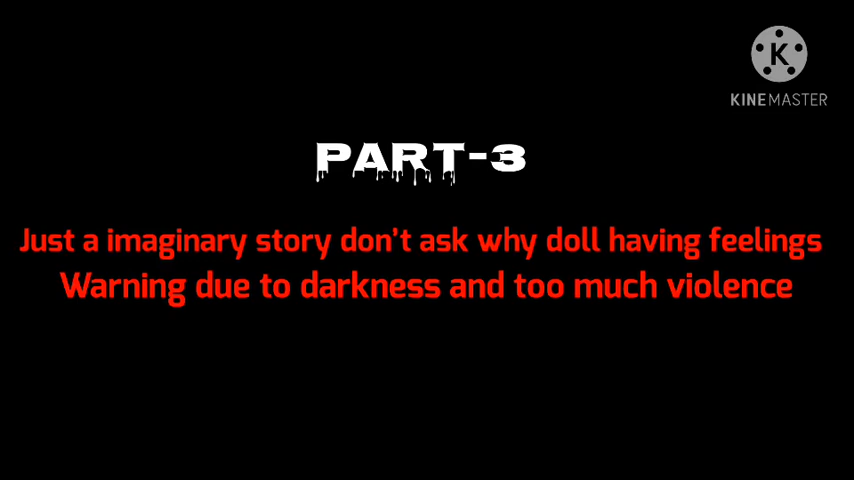 K
KINEMASTER
PART-3
Just a imaginary story don't ask why doll having feelings
Warning due to darkness and too much violence